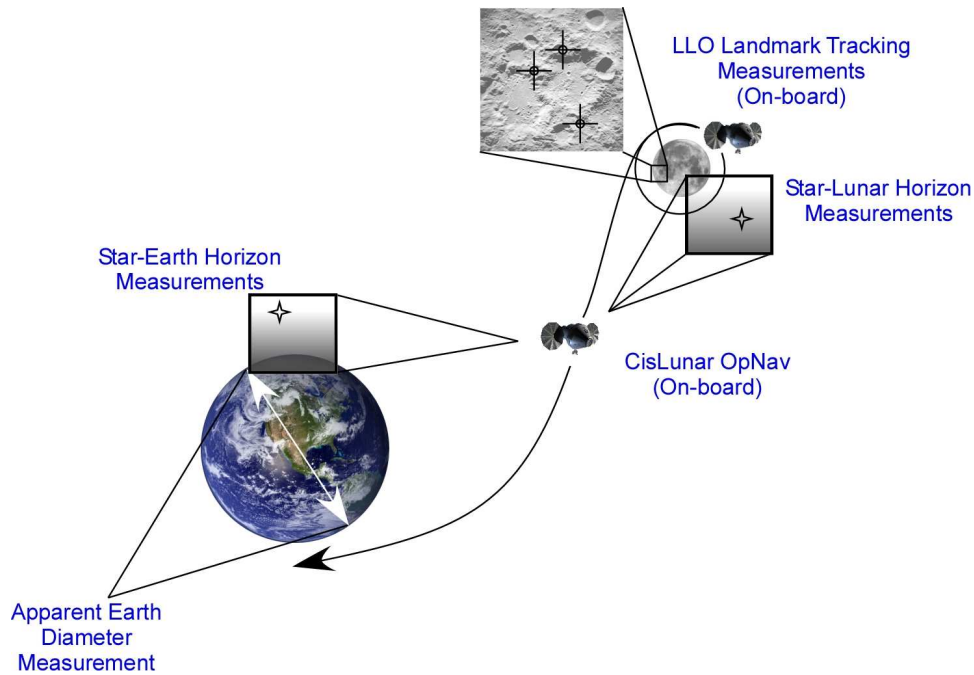 LLO Landmark Tracking
Measurements
(On-board)
Star-Lunar Horizon
Measurements
Star-Earth Horizon
Measurements
CisLunar OpNav
(On-board)
Apparent Earth
Diameter
Measurement